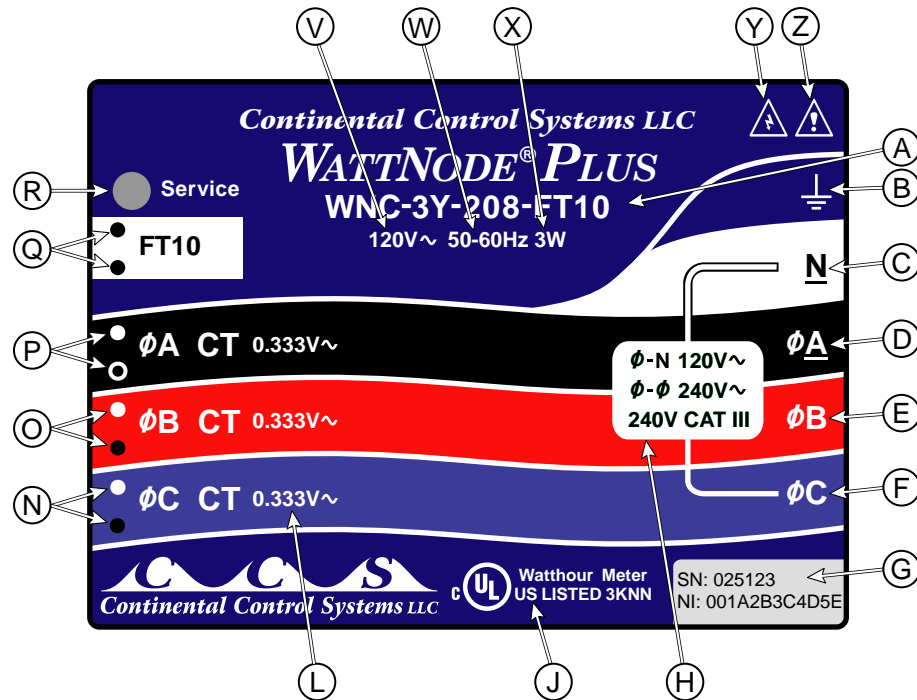 V W X Y Z
Continental Control Systems LLC
WATTNODE® PLUS
WNC-3Y-208-FT10
120V~ 50-60Hz 3W
A
R Service
B
Q FT10
N C
P ϕA CT 0.333V~
ϕA D
ϕ-N 120V~
ϕ-ϕ 240V~
240V CAT III
O ϕB CT 0.333V~
ϕB E
N ϕC CT 0.333V~
ϕC F
CCS
Continental Control Systems LLC
c UL US LISTED 3KNN
Watthour Meter
SN: 025123
NI: 001A2B3C4D5E
G
L J H